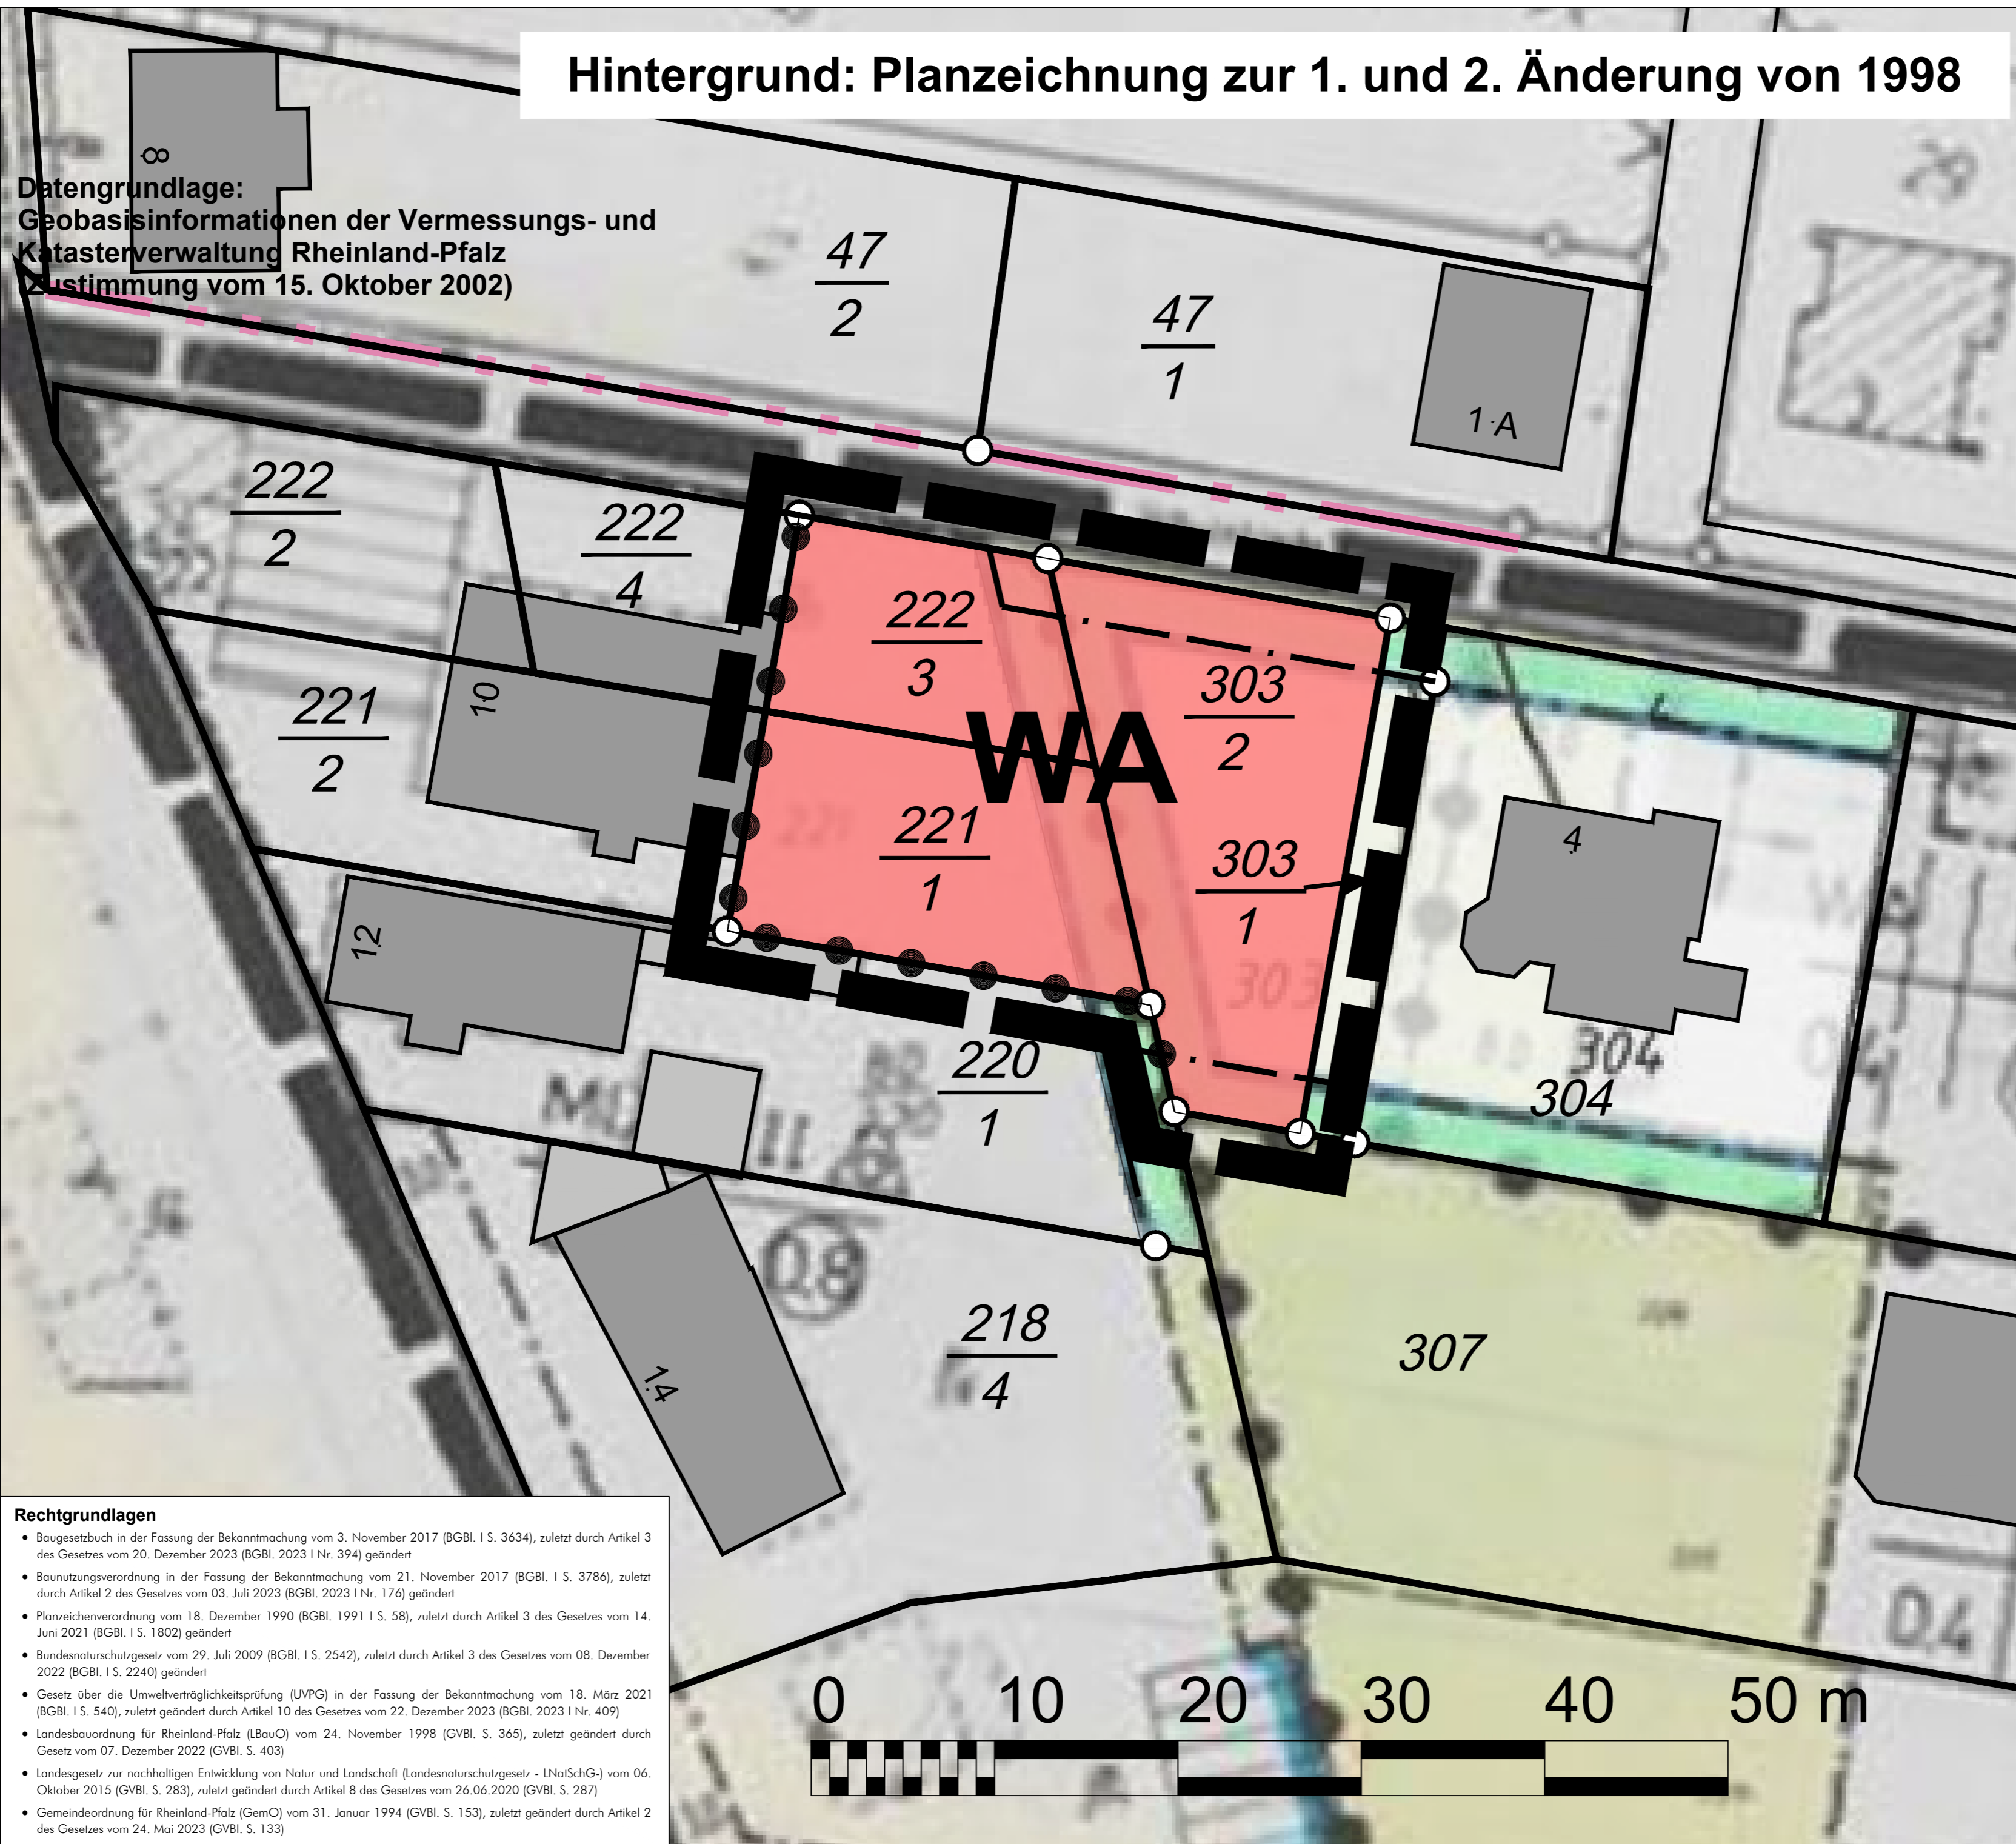 Hintergrund: Planzeichnung zur 1. und 2. Änderung von 1998
8
Datengrundlage:
Geobasisinformationen der Vermessungs- und
Katasterverwaltung Rheinland-Pfalz
(Zustimmung vom 15. Oktober 2002)
29
47
2
47
1
1 A
222
2
222
4
222
3
221
2
10
303
2
WA
221
221
1
303
1
303
4
12
304
304
220
1
II
0.8
218
4
307
14
0.4
Rechtgrundlagen
• Baugesetzbuch in der Fassung der Bekanntmachung vom 3. November 2017 (BGBl. I S. 3634), zuletzt durch Artikel 3
des Gesetzes vom 20. Dezember 2023 (BGBl. 2023 I Nr. 394) geändert
• Baunutzungsverordnung in der Fassung der Bekanntmachung vom 21. November 2017 (BGBl. I S. 3786), zuletzt
durch Artikel 2 des Gesetzes vom 03. Juli 2023 (BGBl. 2023 I Nr. 176) geändert
• Planzeichenverordnung vom 18. Dezember 1990 (BGBl. 1991 I S. 58), zuletzt durch Artikel 3 des Gesetzes vom 14.
Juni 2021 (BGBl. I S. 1802) geändert
• Bundesnaturschutzgesetz vom 29. Juli 2009 (BGBl. I S. 2542), zuletzt durch Artikel 3 des Gesetzes vom 08. Dezember
2022 (BGBl. I S. 2240) geändert
• Gesetz über die Umweltverträglichkeitsprüfung (UVPG) in der Fassung der Bekanntmachung vom 18. März 2021
(BGBl. I S. 540), zuletzt geändert durch Artikel 10 des Gesetzes vom 22. Dezember 2023 (BGBl. 2023 I Nr. 409)
• Landesbauordnung für Rheinland-Pfalz (LBauO) vom 24. November 1998 (GVBl. S. 365), zuletzt geändert durch
Gesetz vom 07. Dezember 2022 (GVBl. S. 403)
• Landesgesetz zur nachhaltigen Entwicklung von Natur und Landschaft (Landesnaturschutzgesetz - LNatSchG-) vom 06.
Oktober 2015 (GVBl. S. 283), zuletzt geändert durch Artikel 8 des Gesetzes vom 26.06.2020 (GVBl. S. 287)
• Gemeindeordnung für Rheinland-Pfalz (GemO) vom 31. Januar 1994 (GVBl. S. 153), zuletzt geändert durch Artikel 2
des Gesetzes vom 24. Mai 2023 (GVBl. S. 133)
0 10 20 30 40 50 m